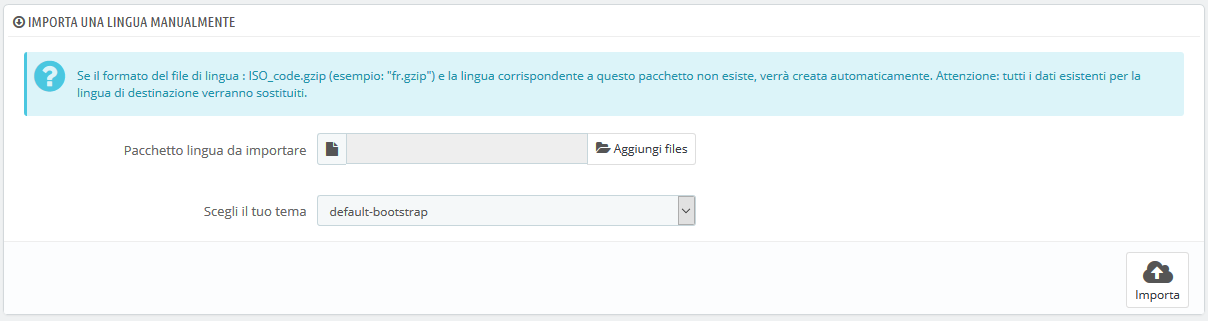 IMPORTA UNA LINGUA MANUALMENTE
Se il formato del file di lingua : ISO_code.gzip (esempio: "fr.gzip") e la lingua corrispondente a questo pacchetto non esiste, verrà creata automaticamente. Attenzione: tutti i dati esistenti per la
lingua di destinazione verranno sostituiti.
Pacchetto lingua da importare
Aggiungi files
Scegli il tuo tema
default-bootstrap
Importa